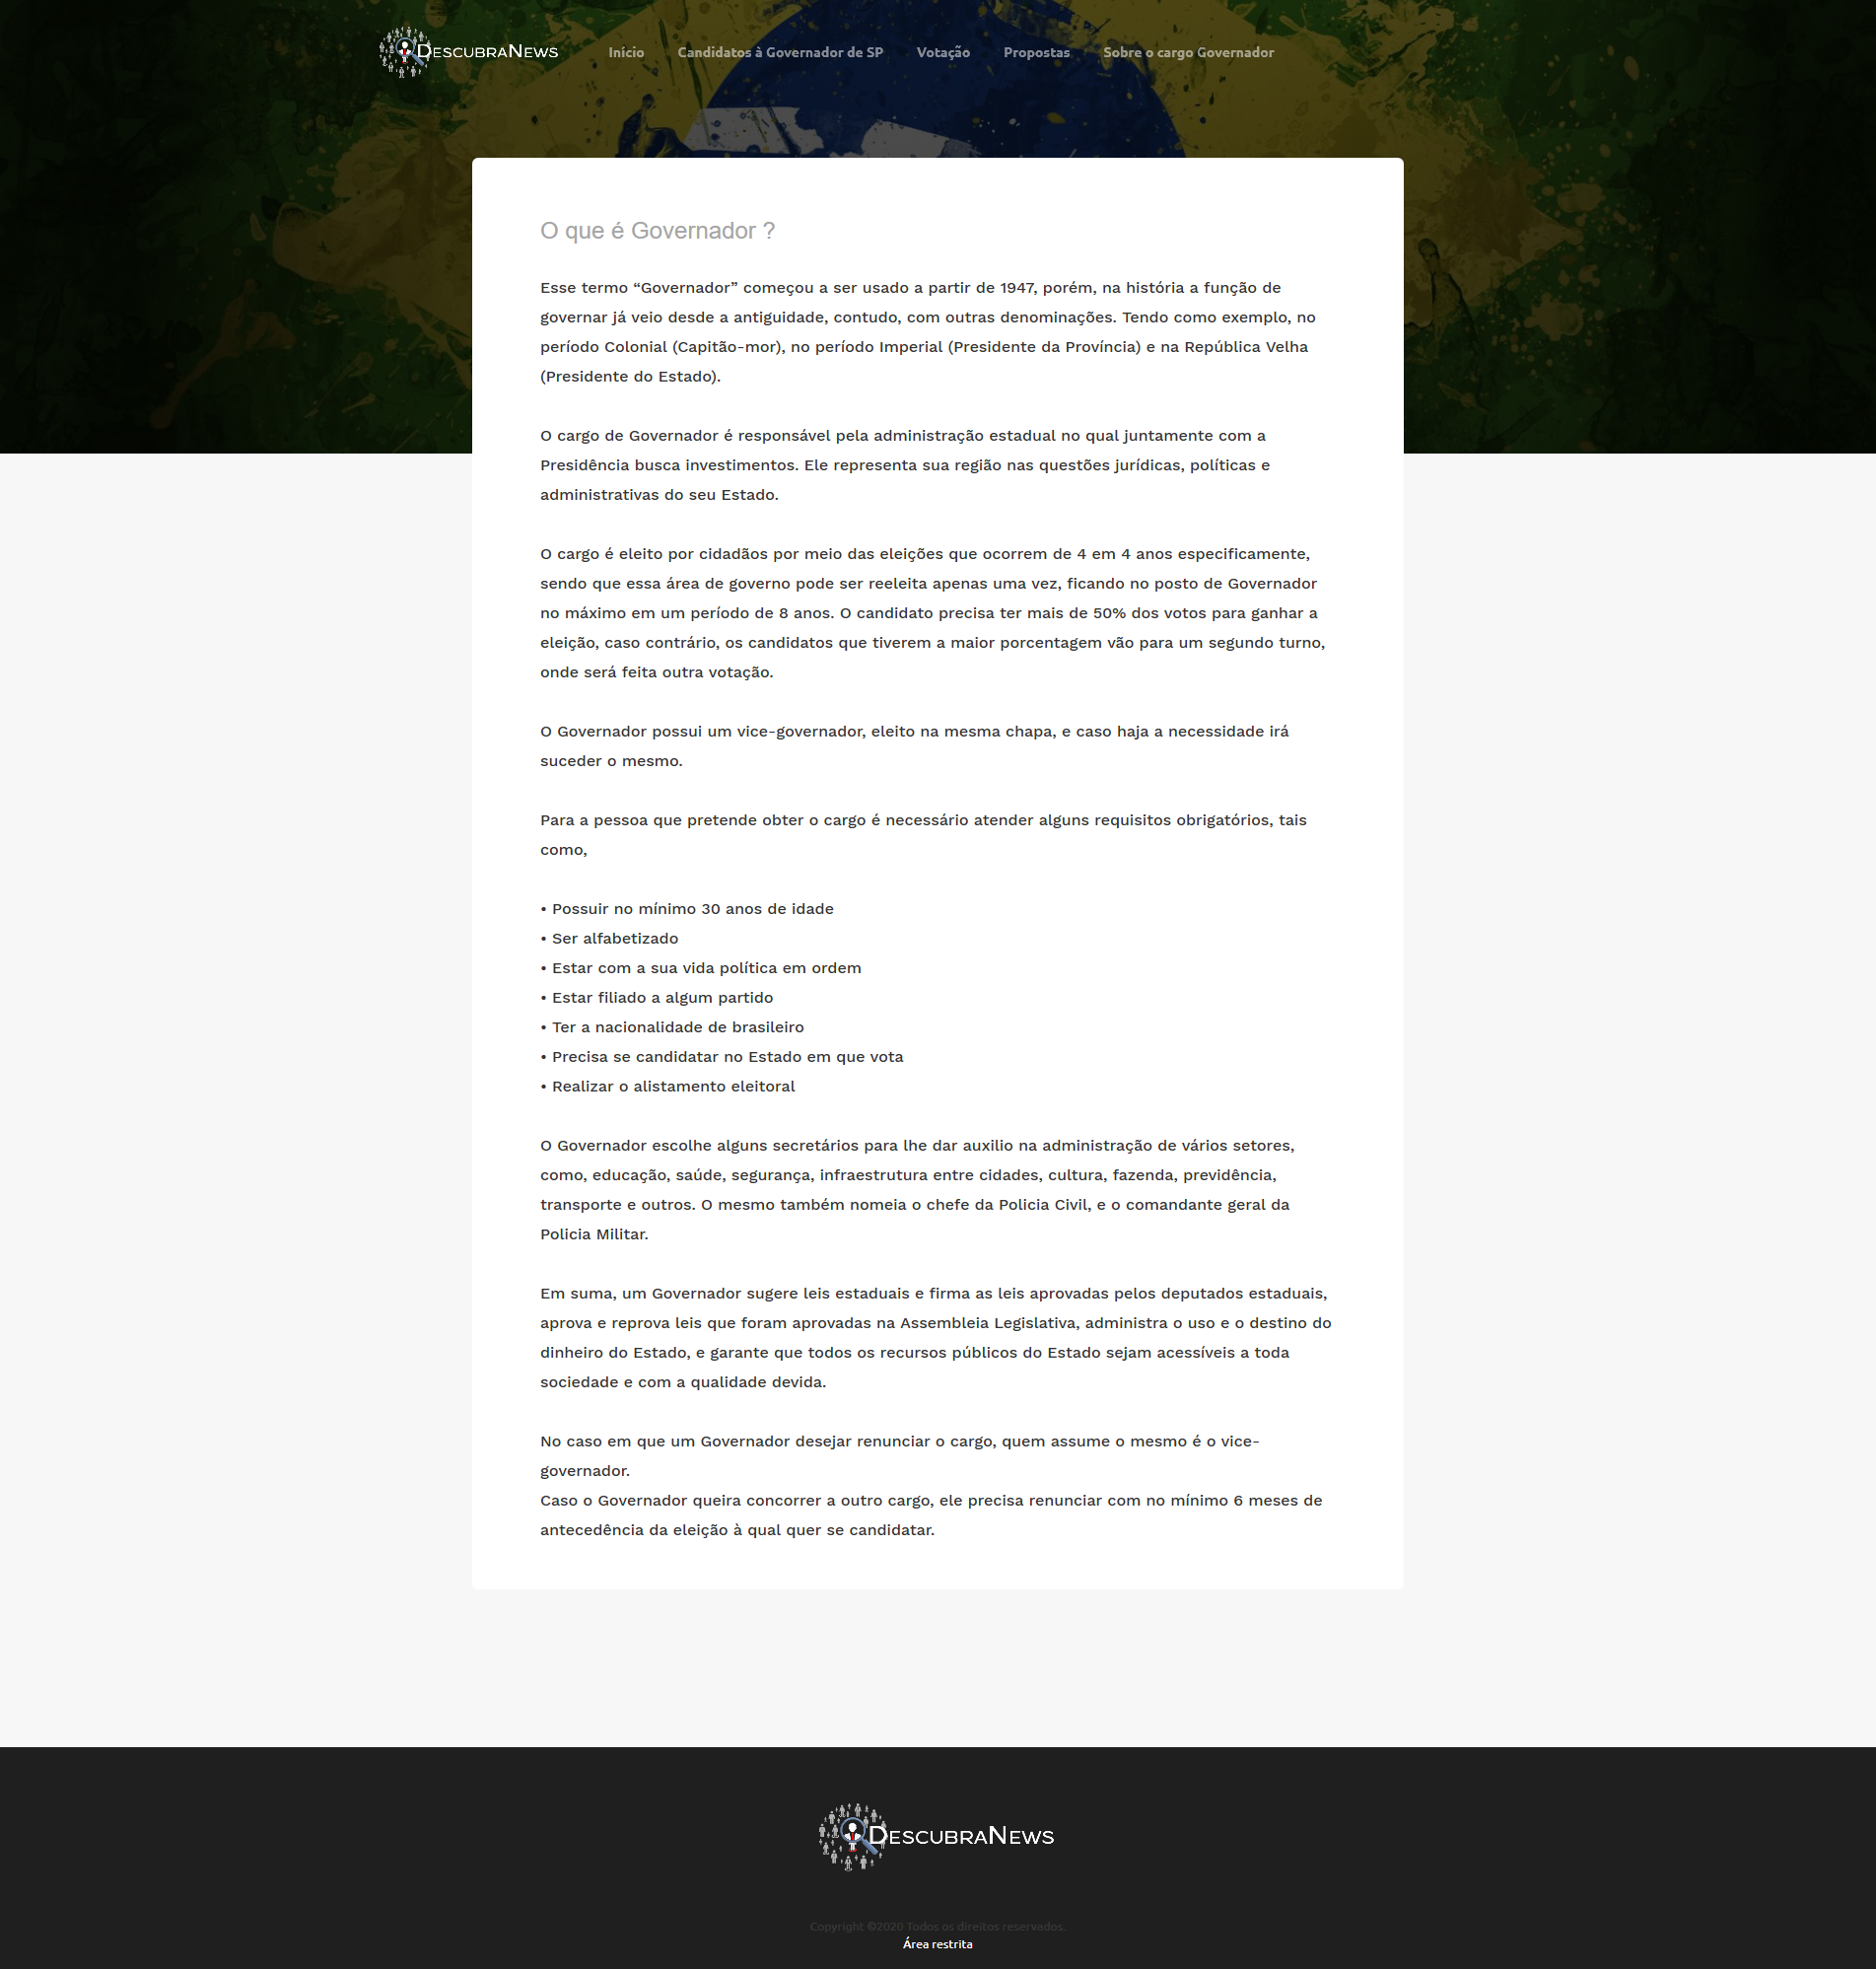 DescubraNews
Início Candidatos à Governador de SP Votação Propostas Sobre o cargo Governador
O que é Governador ?
Esse termo “Governador” começou a ser usado a partir de 1947, porém, na história a função de
governar já veio desde a antiguidade, contudo, com outras denominações. Tendo como exemplo, no
período Colonial (Capitão-mor), no período Imperial (Presidente da Província) e na República Velha
(Presidente do Estado).
O cargo de Governador é responsável pela administração estadual no qual juntamente com a
Presidência busca investimentos. Ele representa sua região nas questões jurídicas, políticas e
administrativas do seu Estado.
O cargo é eleito por cidadãos por meio das eleições que ocorrem de 4 em 4 anos especificamente,
sendo que essa área de governo pode ser reeleita apenas uma vez, ficando no posto de Governador
no máximo em um período de 8 anos. O candidato precisa ter mais de 50% dos votos para ganhar a
eleição, caso contrário, os candidatos que tiverem a maior porcentagem vão para um segundo turno,
onde será feita outra votação.
O Governador possui um vice-governador, eleito na mesma chapa, e caso haja a necessidade irá
suceder o mesmo.
Para a pessoa que pretende obter o cargo é necessário atender alguns requisitos obrigatórios, tais
como,
• Possuir no mínimo 30 anos de idade
• Ser alfabetizado
• Estar com a sua vida política em ordem
• Estar filiado a algum partido
• Ter a nacionalidade de brasileiro
• Precisa se candidatar no Estado em que vota
• Realizar o alistamento eleitoral
O Governador escolhe alguns secretários para lhe dar auxilio na administração de vários setores,
como, educação, saúde, segurança, infraestrutura entre cidades, cultura, fazenda, previdência,
transporte e outros. O mesmo também nomeia o chefe da Policia Civil, e o comandante geral da
Policia Militar.
Em suma, um Governador sugere leis estaduais e firma as leis aprovadas pelos deputados estaduais,
aprova e reprova leis que foram aprovadas na Assembleia Legislativa, administra o uso e o destino do
dinheiro do Estado, e garante que todos os recursos públicos do Estado sejam acessíveis a toda
sociedade e com a qualidade devida.
No caso em que um Governador desejar renunciar o cargo, quem assume o mesmo é o vice-
governador.
Caso o Governador queira concorrer a outro cargo, ele precisa renunciar com no mínimo 6 meses de
antecedência da eleição à qual quer se candidatar.
DescubraNews
Copyright ©2020 Todos os direitos reservados.
Área restrita